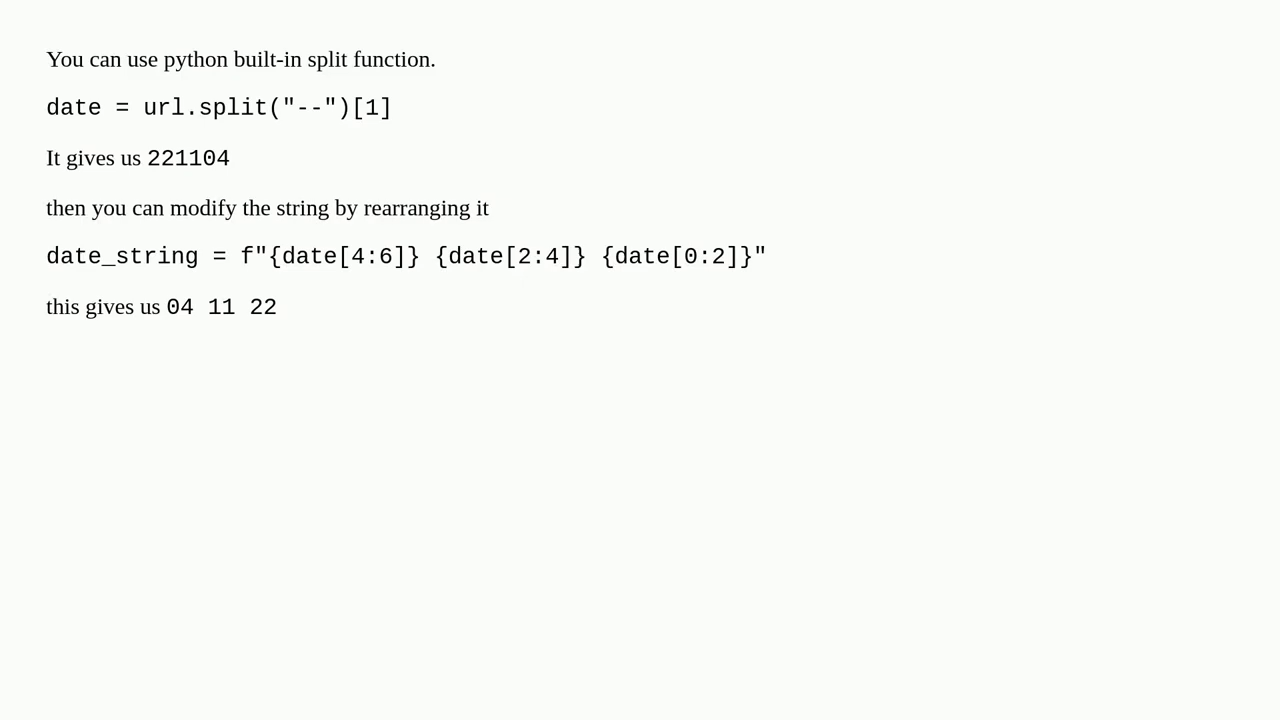 You can use python built-in split function.
date = url.split("--")[1]
It gives us 221104
then you can modify the string by rearranging it
date_string = f"{date[4:6]} {date[2:4]} {date[0:2]}"
this gives us 04 11 22